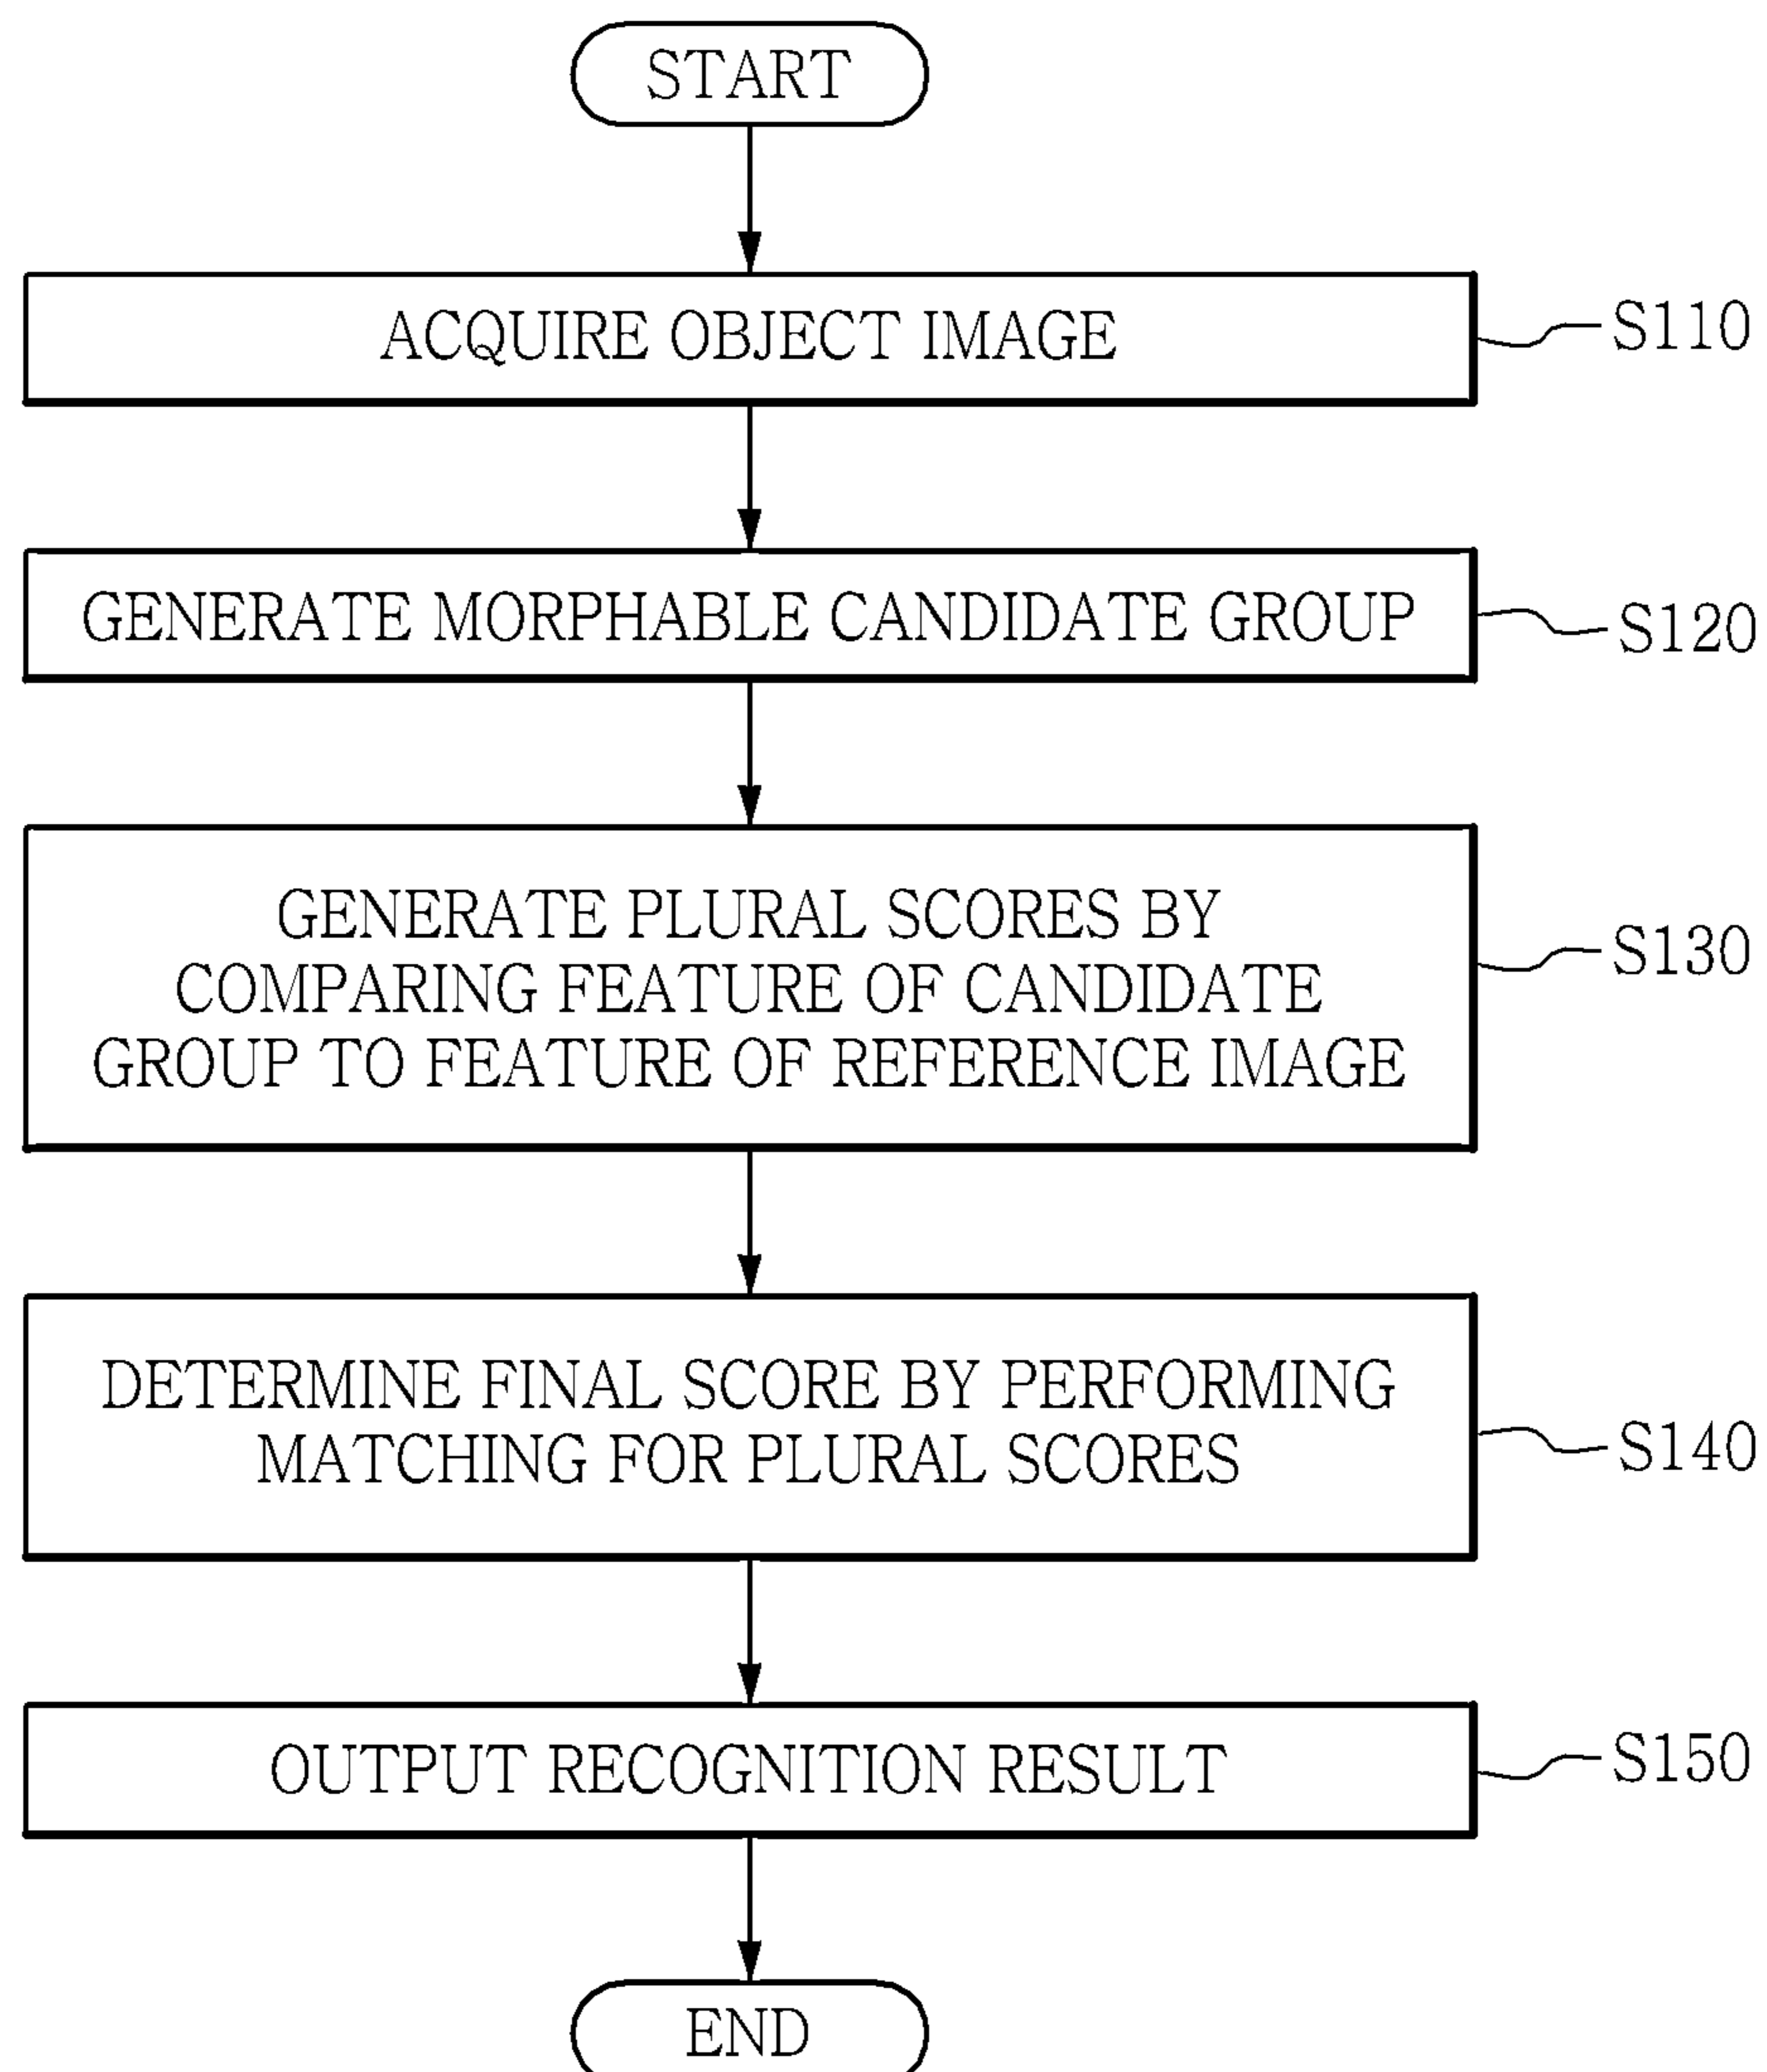 START
ACQUIRE OBJECT IMAGE
S110
GENERATE MORPHABLE CANDIDATE GROUP
S120
GENERATE PLURAL SCORES BY
COMPARING FEATURE OF CANDIDATE
GROUP TO FEATURE OF REFERENCE IMAGE
S130
DETERMINE FINAL SCORE BY PERFORMING
MATCHING FOR PLURAL SCORES
S140
OUTPUT RECOGNITION RESULT
S150
END